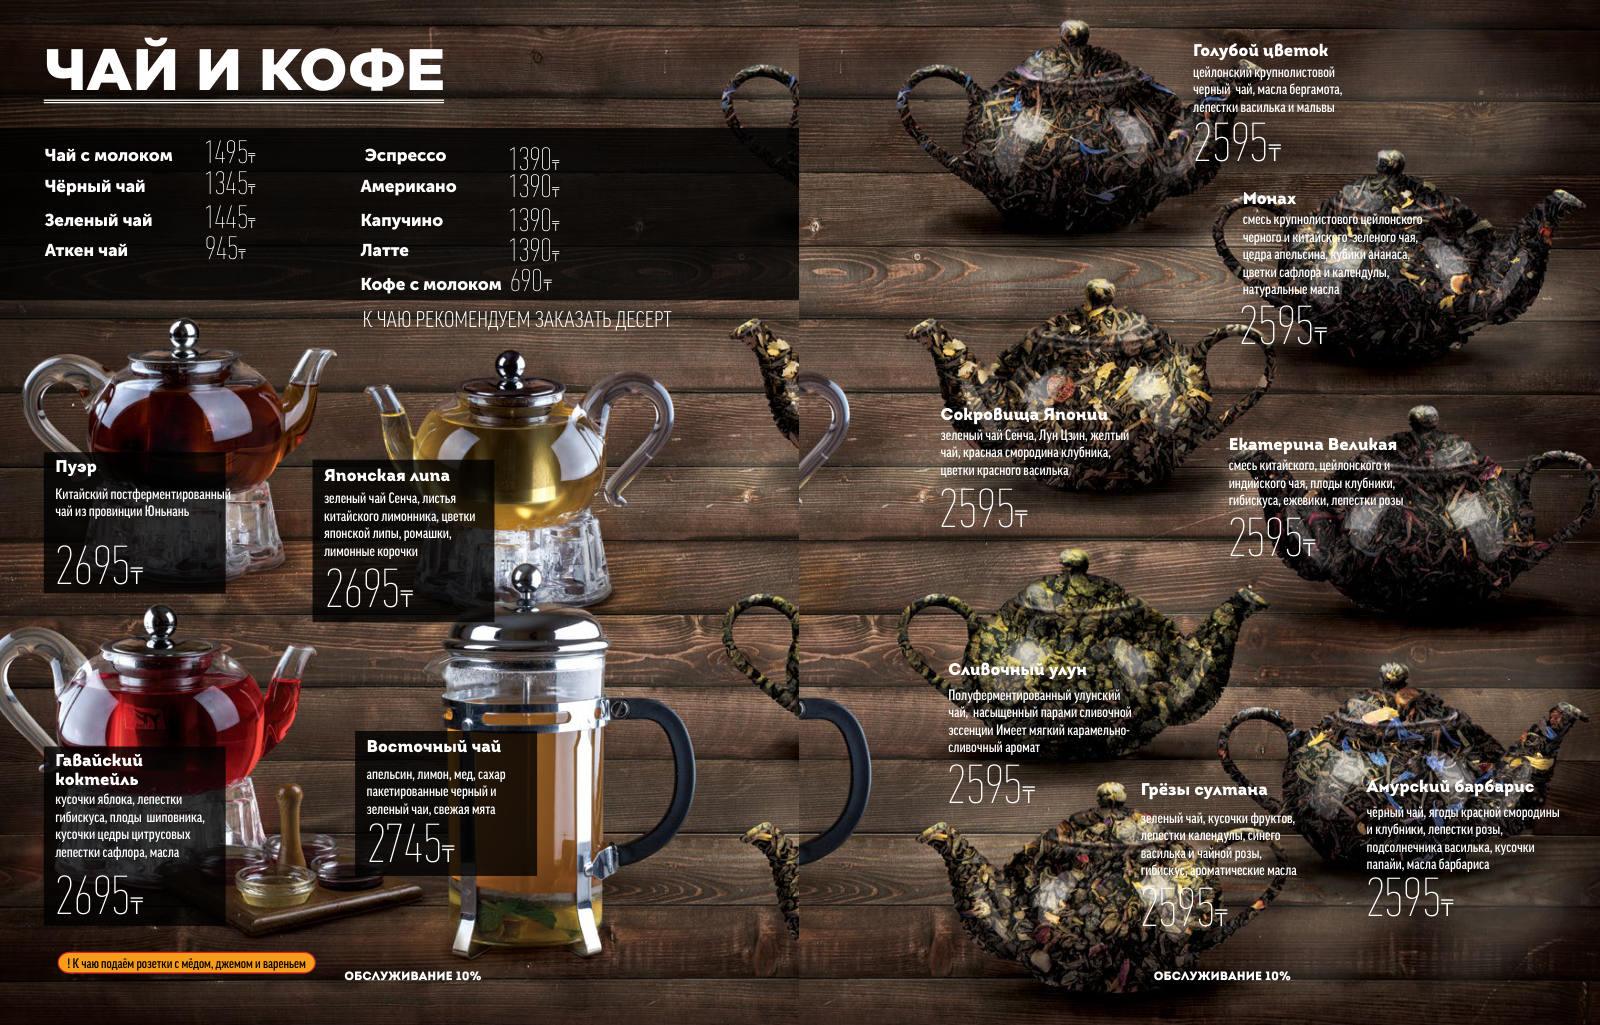 ЧАЙ И КОФЕ
Чай с молоком 1495₸
Чёрный чай 1345₸
Зеленый чай 1445₸
Аткен чай 945₸
Эспрессо 1390₸
Американо 1390₸
Капучино 1390₸
Латте 1390₸
Кофе с молоком 690₸
К ЧАЮ РЕКОМЕНДУЕМ ЗАКАЗАТЬ ДЕСЕРТ
Пуэр
Китайский постферментированный
чай из провинции Юньнань
2695₸
Японская липа
зеленый чай Сенча, листья
китайского лимонника, цветки
японской липы, ромашки,
лимонные корочки
2695₸
Гавайский
коктейль
кусочки яблока, лепестки
гибискуса, плоды шиповника,
кусочки цедры цитрусовых
лепестки сафлора, масла
2695₸
Восточный чай
апельсин, лимон, мед, сахар
пакетированные черный и
зеленый чаи, свежая мята
2745₸
! К чаю подаём розетки с мёдом, джемом и вареньем
ОБСЛУЖИВАНИЕ 10%
Голубой цветок
цейлонский крупнолистовой
черный чай, масла бергамота,
лепестки василька и мальвы
2595₸
Монах
смесь крупнолистового цейлонского
черного и китайского зеленого чая,
цедра апельсина, кубики ананаса,
цветки сафлора и календулы,
натуральные масла
2595₸
Сокровища Японии
зеленый чай Сенча, Лун Цзин, желтый
чай, красная смородина клубника,
цветки красного василька
2595₸
Екатерина Великая
смесь китайского, цейлонского и
индийского чая, плоды клубники,
гибискуса, ежевики, лепестки розы
2595₸
Сливочный улун
Полуферментированный улунский
чай, насыщенный парами сливочной
эссенции Имеет мягкий карамельно-
сливочный аромат
2595₸
Грёзы султана
зеленый чай, кусочки фруктов,
лепестки календулы, синего
василька и чайной розы,
гибискус, ароматические масла
2595₸
Амурский барбарис
чёрный чай, ягоды красной смородины
и клубники, лепестки розы,
подсолнечника василька, кусочки
папайи, масла барбариса
2595₸
ОБСЛУЖИВАНИЕ 10%